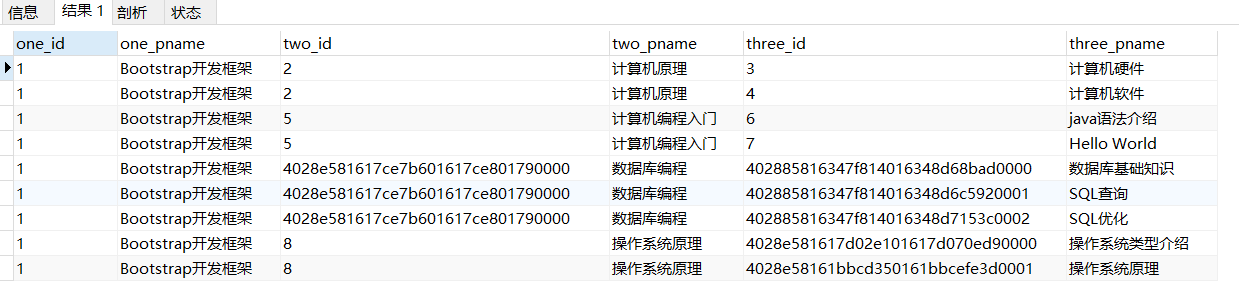 信息 结果 1 剖析 状态
one_id one_pname two_id two_pname three_id three_pname
1 Bootstrap开发框架 2 计算机原理 3 计算机硬件
1 Bootstrap开发框架 2 计算机原理 4 计算机软件
1 Bootstrap开发框架 5 计算机编程入门 6 java语法介绍
1 Bootstrap开发框架 5 计算机编程入门 7 Hello World
1 Bootstrap开发框架 4028e581617ce7b601617ce801790000 数据库编程 402885816347f814016348d68bad0000 数据库基础知识
1 Bootstrap开发框架 4028e581617ce7b601617ce801790000 数据库编程 402885816347f814016348d6c5920001 SQL查询
1 Bootstrap开发框架 4028e581617ce7b601617ce801790000 数据库编程 402885816347f814016348d7153c0002 SQL优化
1 Bootstrap开发框架 8 操作系统原理 4028e581617d02e101617d070ed90000 操作系统类型介绍
1 Bootstrap开发框架 8 操作系统原理 4028e58161bbcd350161bbcefe3d0001 操作系统原理